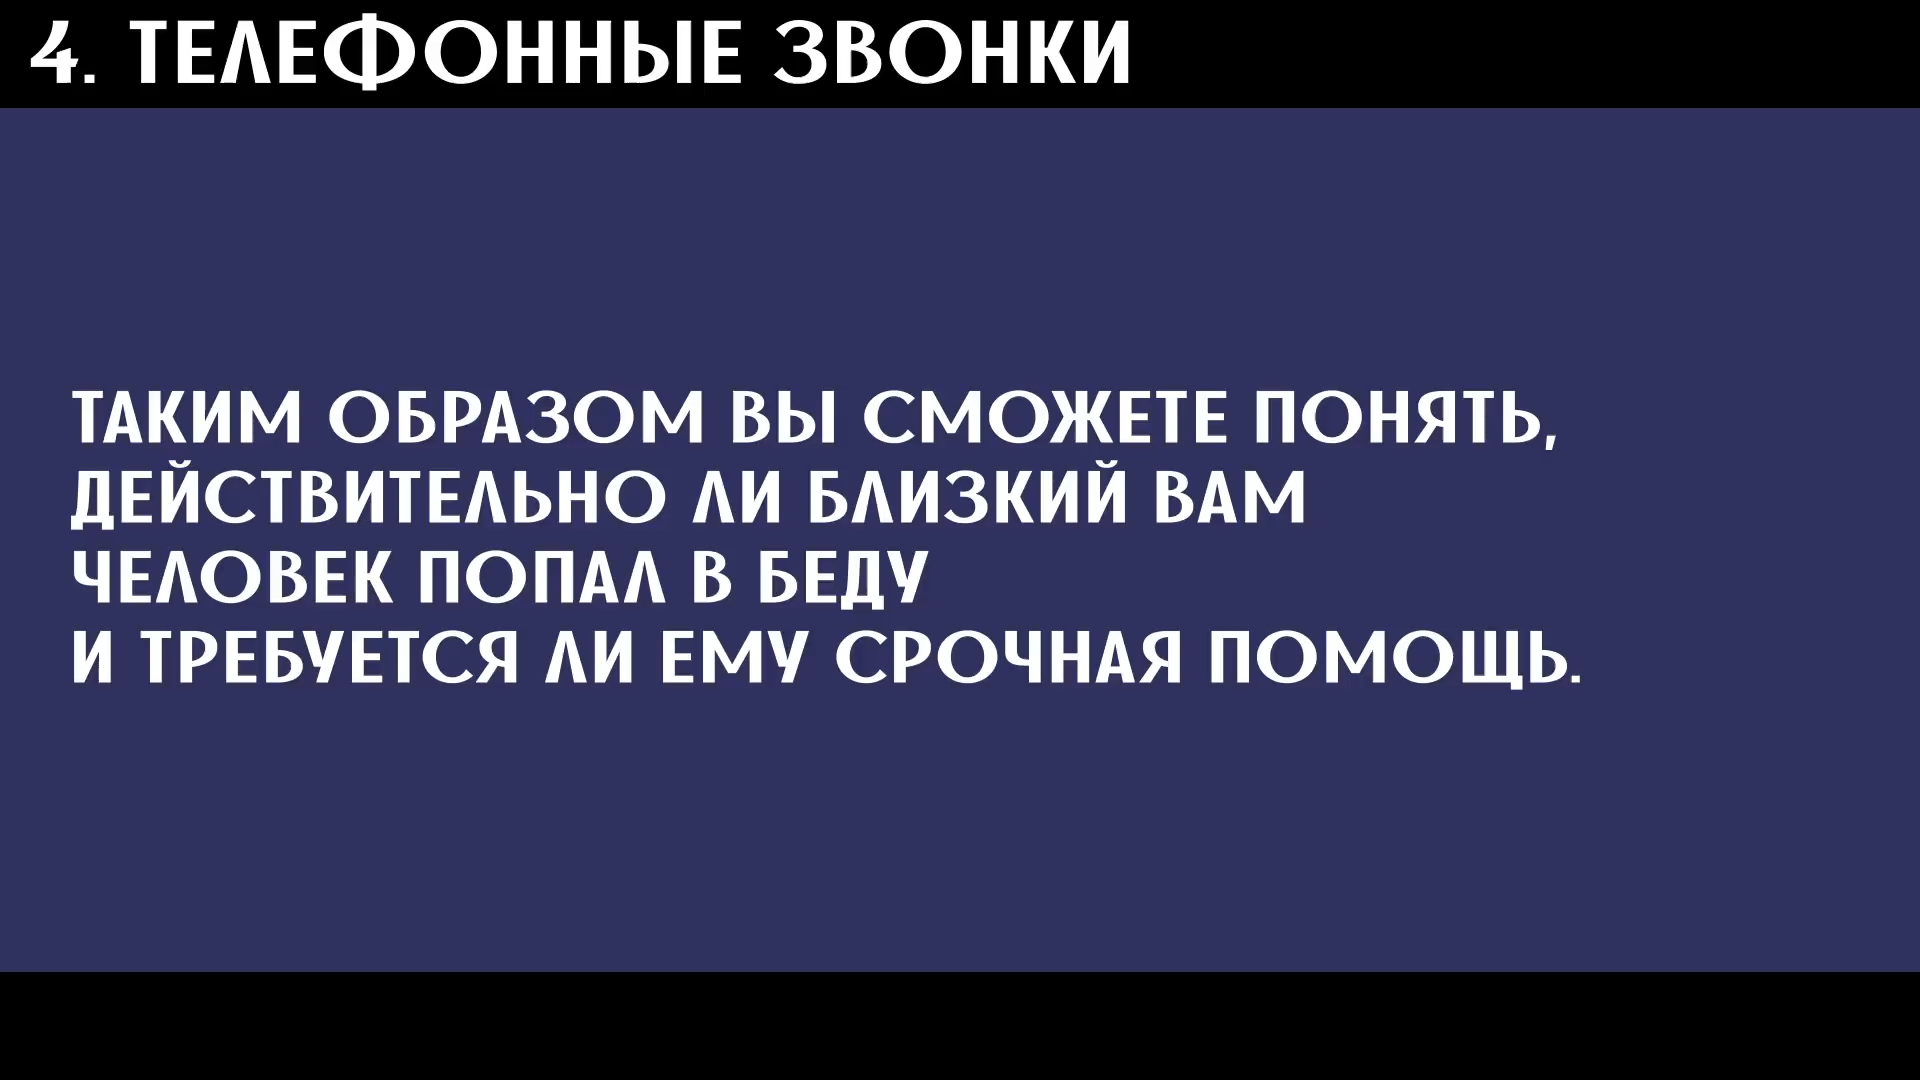 4. ТЕЛЕФОННЫЕ ЗВОНКИ
ТАКИМ ОБРАЗОМ ВЫ СМОЖЕТЕ ПОНЯТЬ,
ДЕЙСТВИТЕЛЬНО ЛИ БЛИЗКИЙ ВАМ
ЧЕЛОВЕК ПОПАЛ В БЕДУ
И ТРЕБУЕТСЯ ЛИ ЕМУ СРОЧНАЯ ПОМОЩЬ.